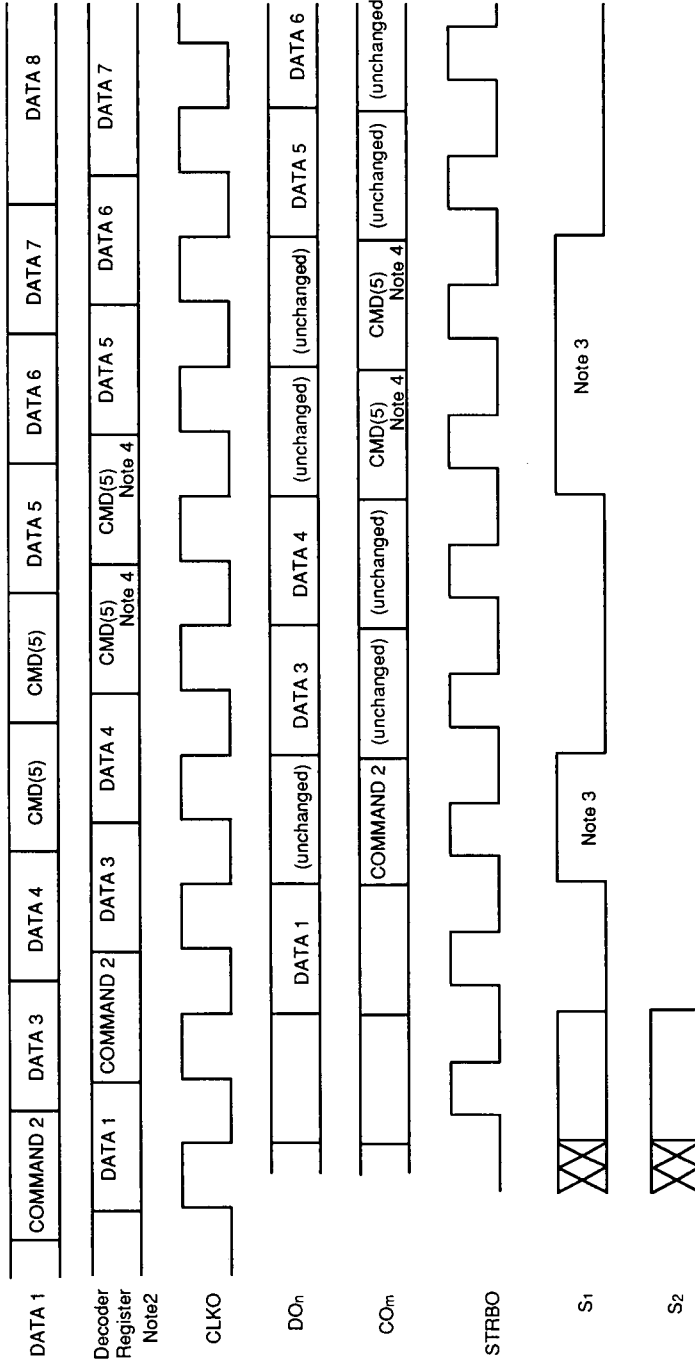 DATA 1 COMMAND 2 DATA 3 DATA 4 CMD(5) CMD(5) DATA 5 DATA 6 DATA 7 DATA 8
Decoder
Register
Note2
DATA 1 COMMAND 2 DATA 3 DATA 4 CMD(5) CMD(5) DATA 5 DATA 6 DATA 7
Note 4 Note 4
CLKO
DOn DATA 1 (unchanged) DATA 3 DATA 4 (unchanged) (unchanged) DATA 5 DATA 6
COm COMMAND 2 (unchanged) (unchanged) CMD(5) CMD(5) (unchanged) (unchanged)
Note 4 Note 4
STRBO
S1 Note 3 Note 3
S2